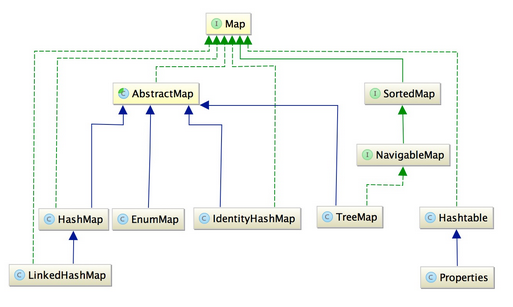 I Map
C AbstractMap
I SortedMap
I NavigableMap
C HashMap
C EnumMap
C IdentityHashMap
C TreeMap
C Hashtable
C LinkedHashMap
C Properties